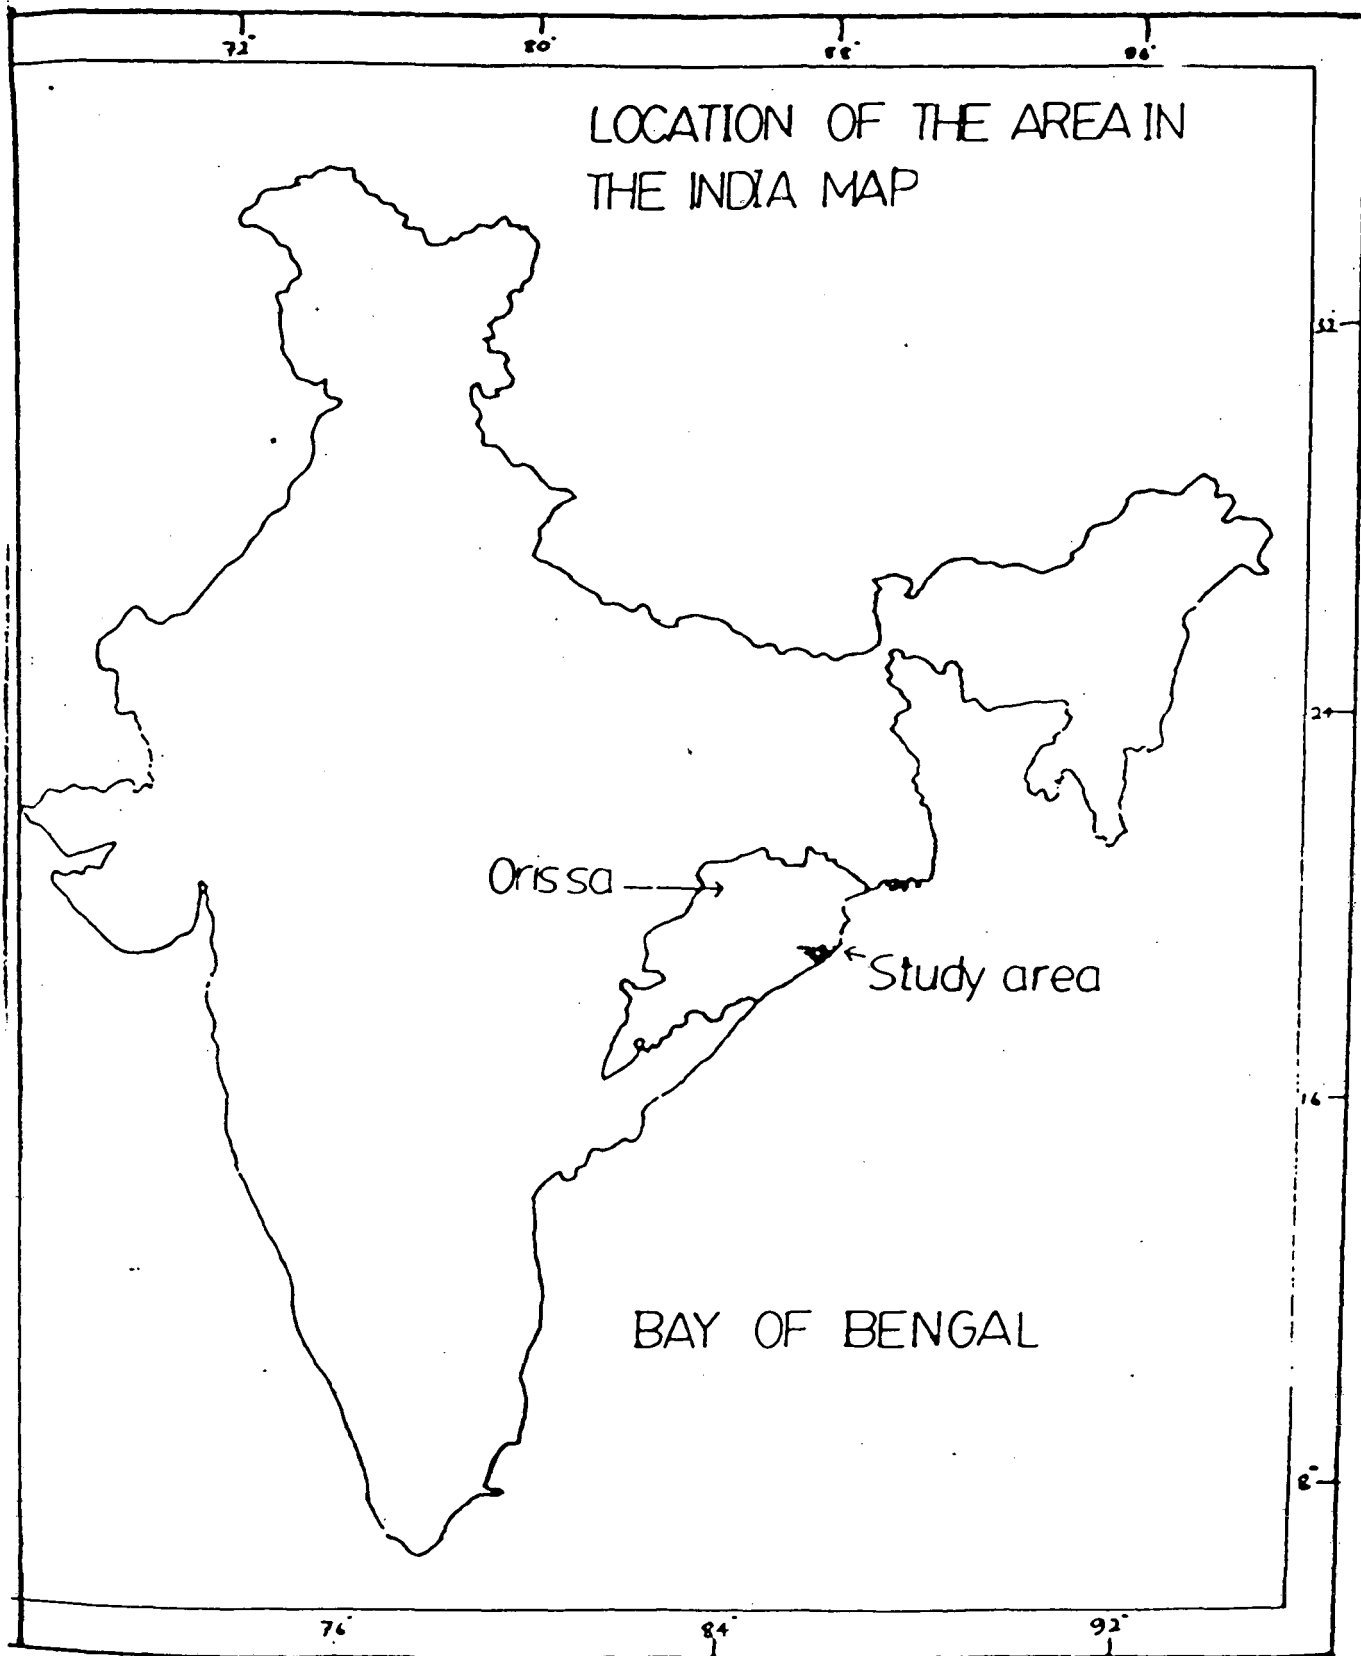 72° 80° 88° 96°
LOCATION OF THE AREA IN
THE INDIA MAP
32
24
Orissa
Study area
16
BAY OF BENGAL
8°
76° 84° 92°